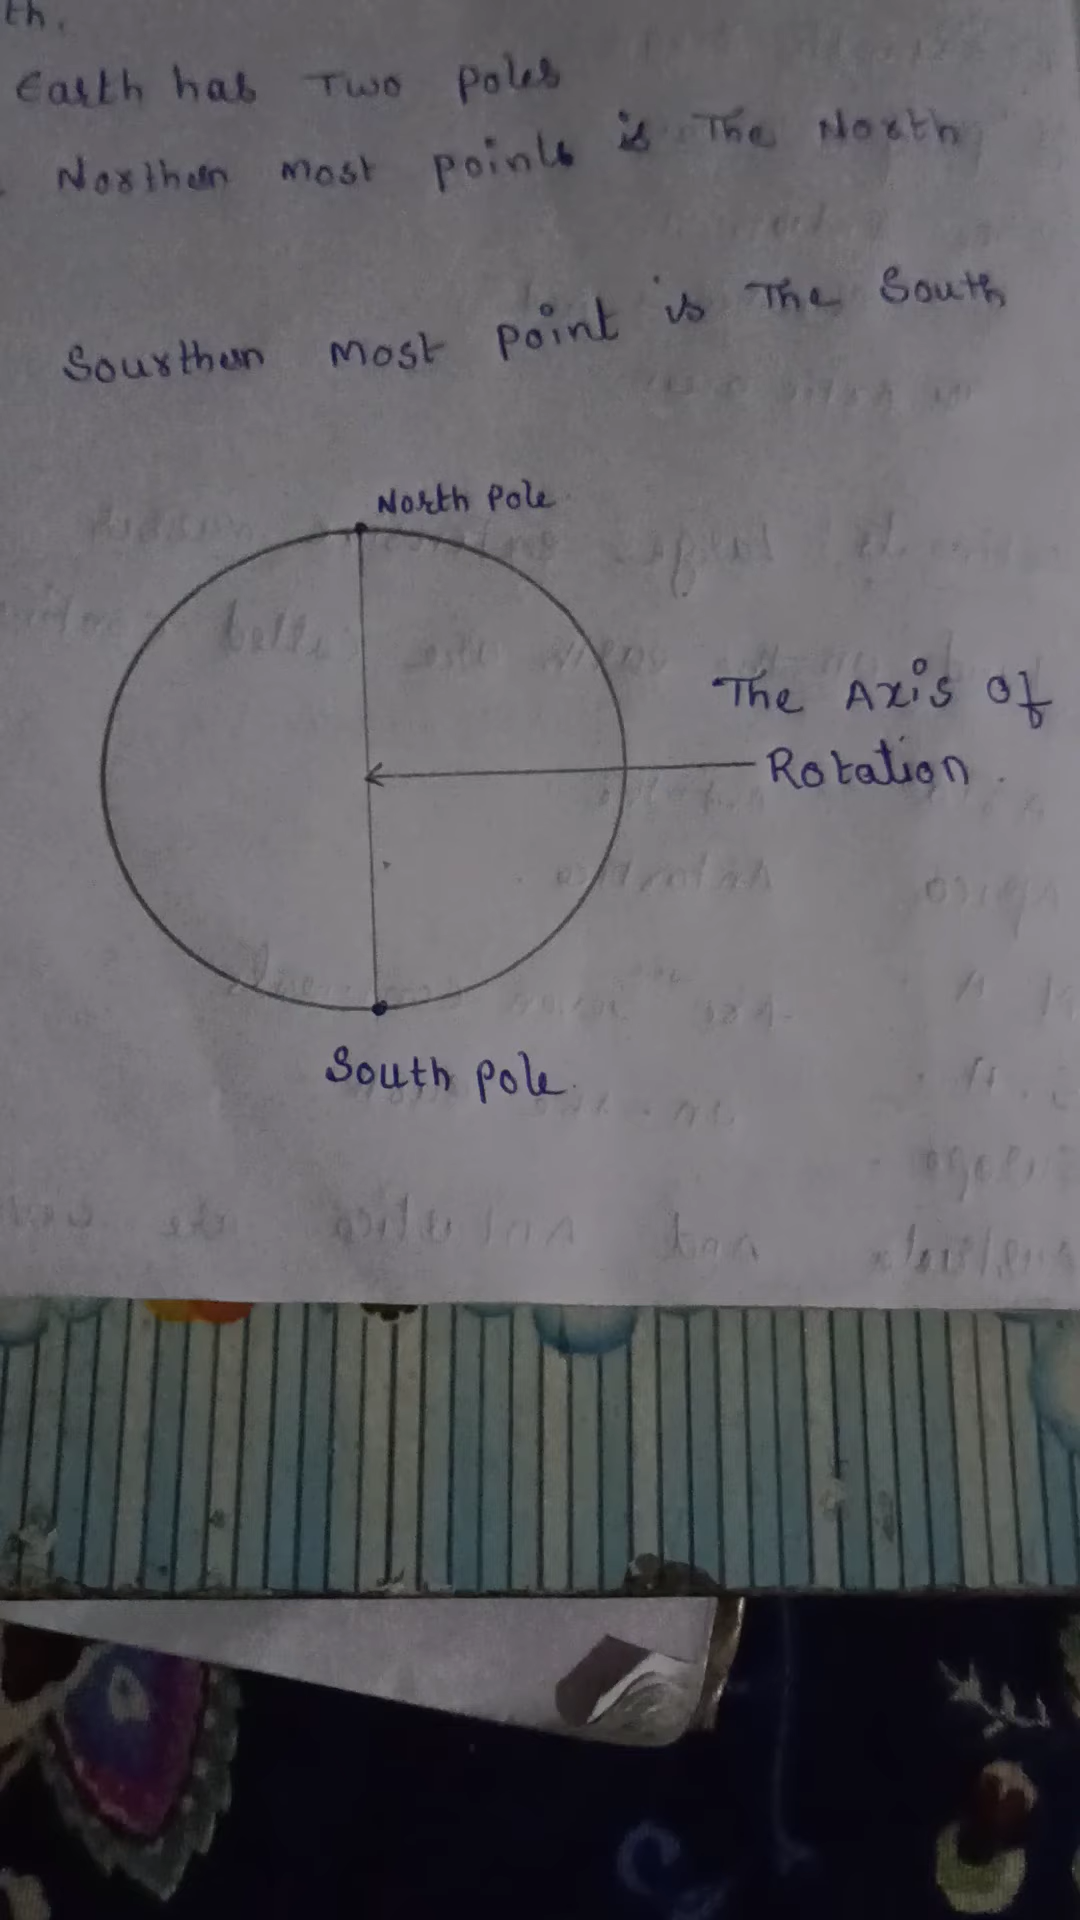 th.
Earth has Two poles
Northen most points is The North
Sourthen most point is The South
North Pole
The Axis of
Rotation.
South pole.